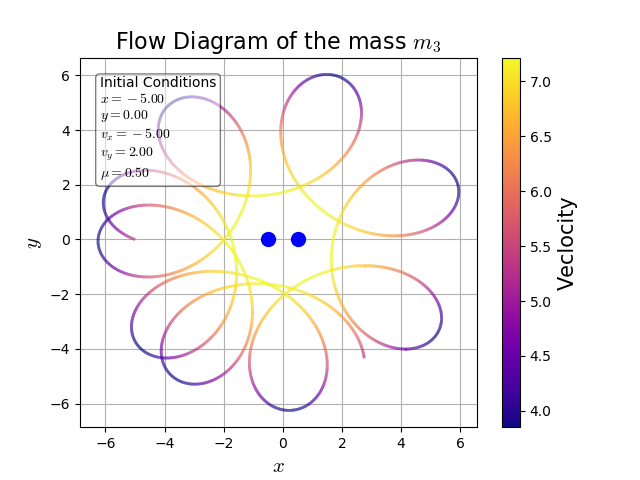 Flow Diagram of the mass m₃
Initial Conditions
x = −5.00
y = 0.00
vₓ = −5.00
v_y = 2.00
μ = 0.50
6
4
2
0
−2
−4
−6
y
−6
−4
−2
0
2
4
6
x
7.0
6.5
6.0
5.5
5.0
4.5
4.0
Veclocity